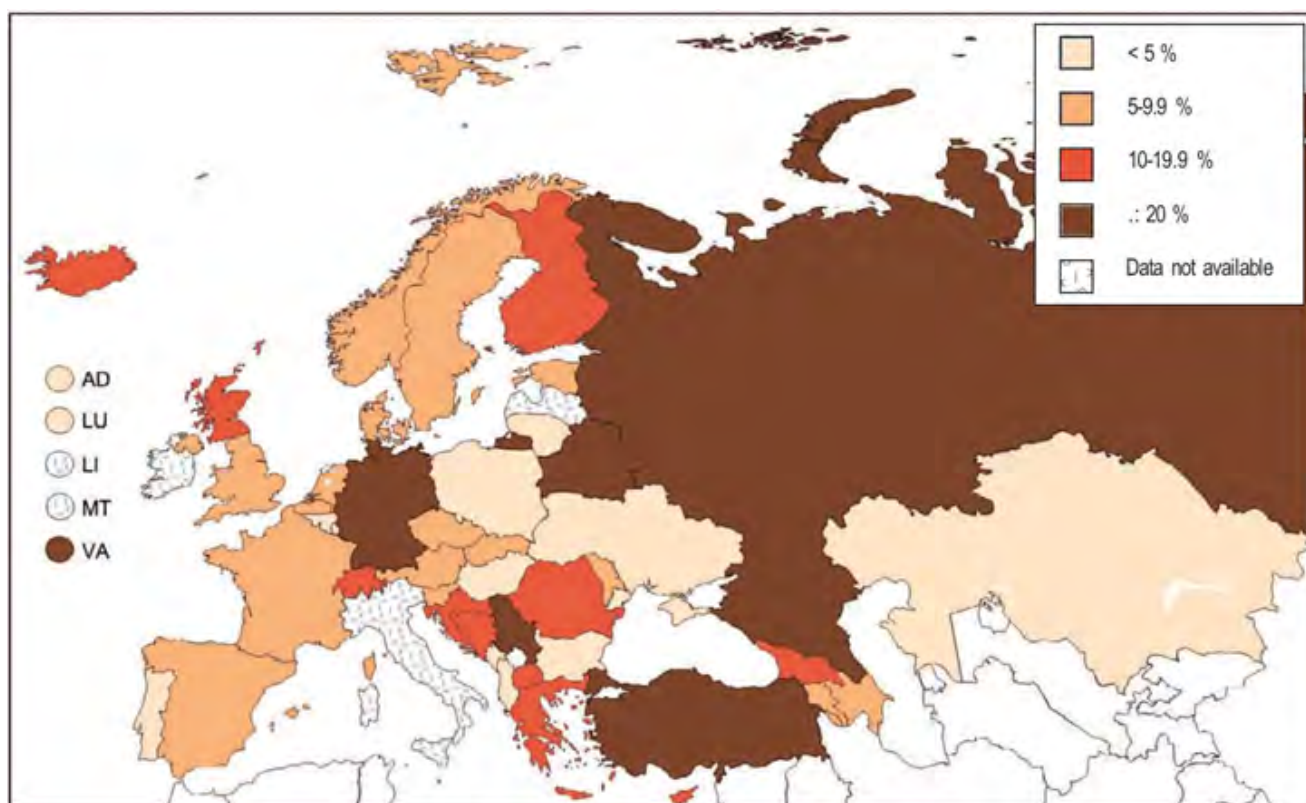 < 5 %
5-9.9 %
10-19.9 %
.: 20 %
Data not available
AD
LU
LI
MT
VA